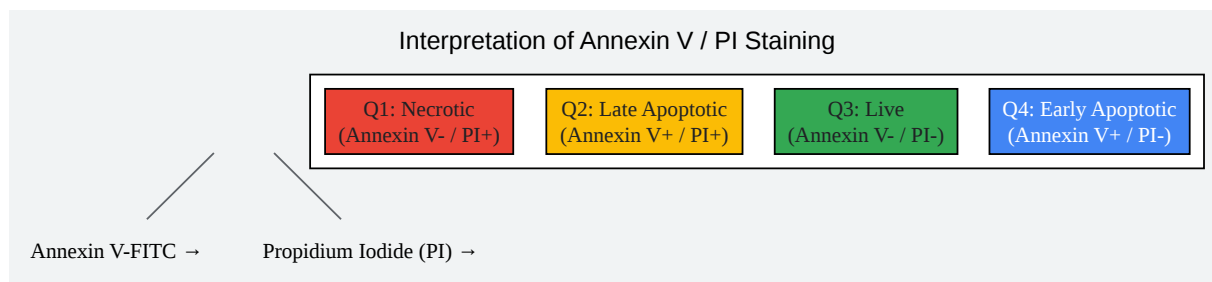 Interpretation of Annexin V / PI Staining
Q1: Necrotic
(Annexin V- / PI+)
Q2: Late Apoptotic
(Annexin V+ / PI+)
Q3: Live
(Annexin V- / PI-)
Q4: Early Apoptotic
(Annexin V+ / PI-)
Annexin V-FITC →
Propidium Iodide (PI) →